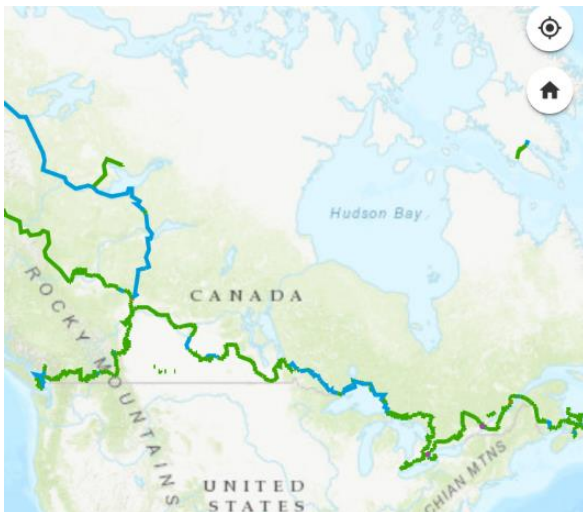 Hudson Bay
CANADA
ROCKY MOUNTAINS
UNITED
STATES
CHIAN MTNS